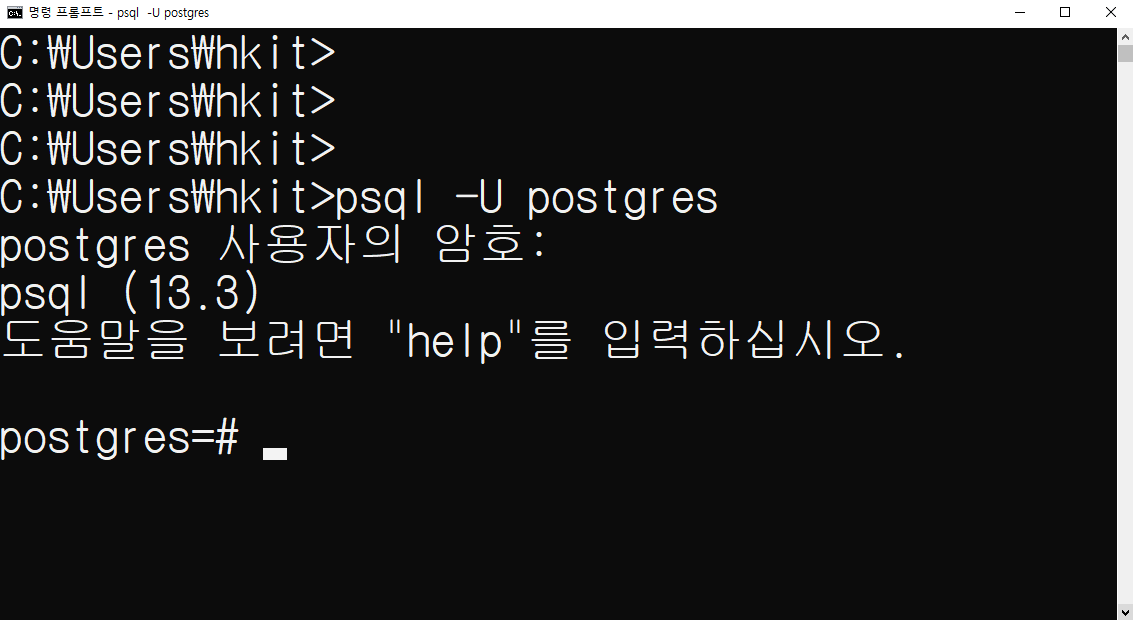 명령 프롬프트 - psql  -U postgres
C:₩Users₩hkit>
C:₩Users₩hkit>
C:₩Users₩hkit>
C:₩Users₩hkit>psql -U postgres
postgres 사용자의 암호:
psql (13.3)
도움말을 보려면 "help"를 입력하십시오.
postgres=#